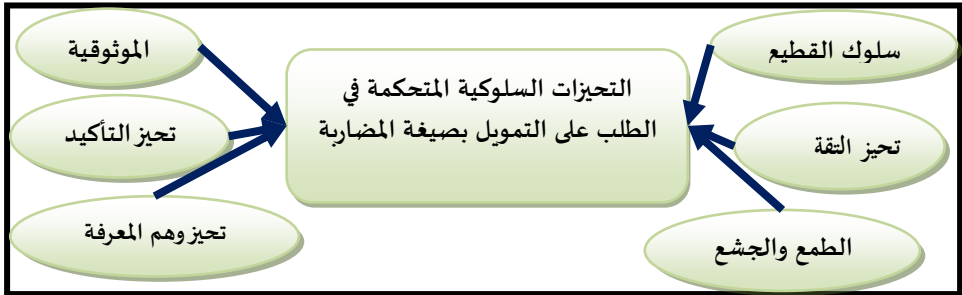 سلوك القطيع
تحيز التقة
الطمع والجشع
التحيزات السلوكية المتحكمة في
الطلب على التمويل بصيغة المضاربة
الموثوقية
تحيز التأكيد
تحيز وهم المعرفة